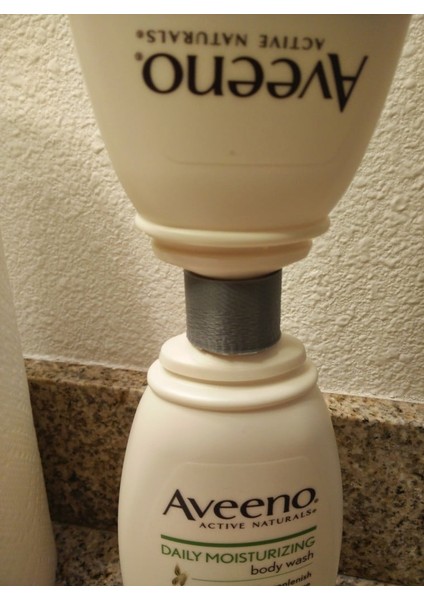 ACTIVE NATURALS®
Aveeno®
Aveeno®
ACTIVE NATURALS®
DAILY MOISTURIZING
body wash